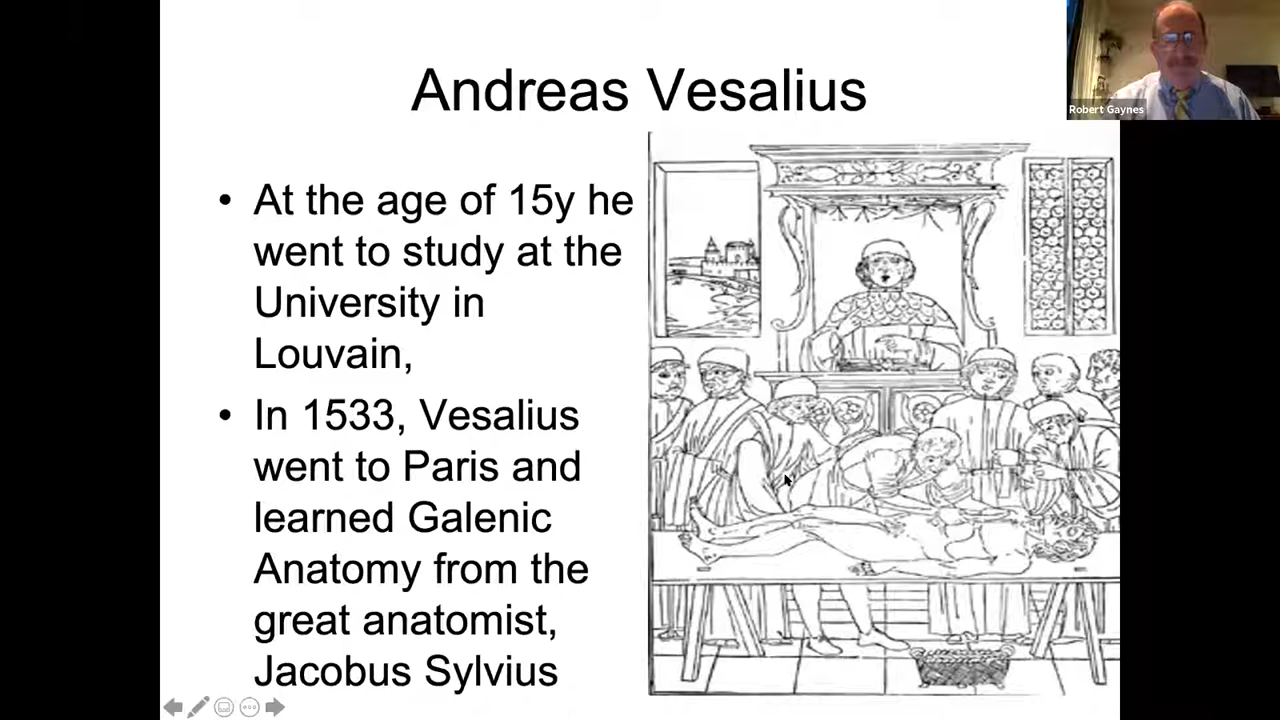 Andreas Vesalius
Robert Gaynes
• At the age of 15y he
went to study at the
University in
Louvain,
• In 1533, Vesalius
went to Paris and
learned Galenic
Anatomy from the
great anatomist,
Jacobus Sylvius